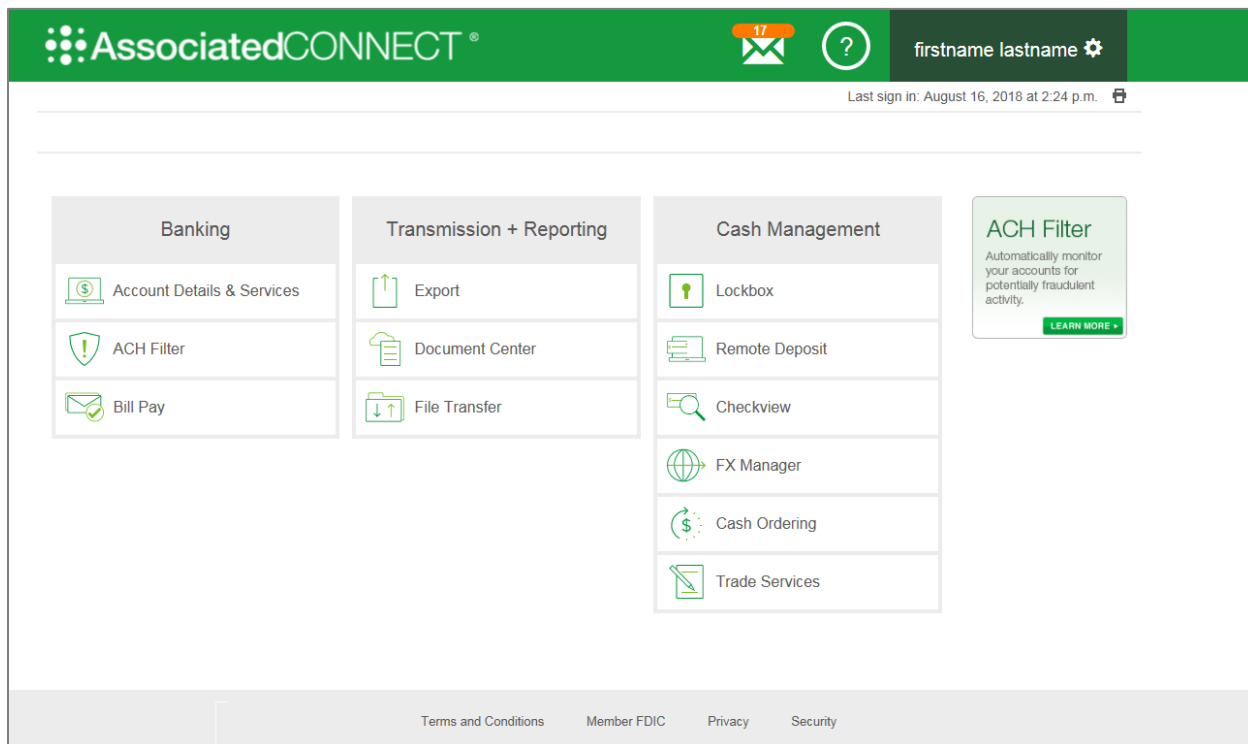 AssociatedCONNECT ®
17
?
firstname lastname
Last sign in: August 16, 2018 at 2:24 p.m.
Banking
$ Account Details & Services
! ACH Filter
Bill Pay
Transmission + Reporting
Export
Document Center
File Transfer
Cash Management
Lockbox
Remote Deposit
Checkview
FX Manager
$ Cash Ordering
Trade Services
ACH Filter
Automatically monitor
your accounts for
potentially fraudulent
activity.
LEARN MORE
Terms and Conditions Member FDIC Privacy Security